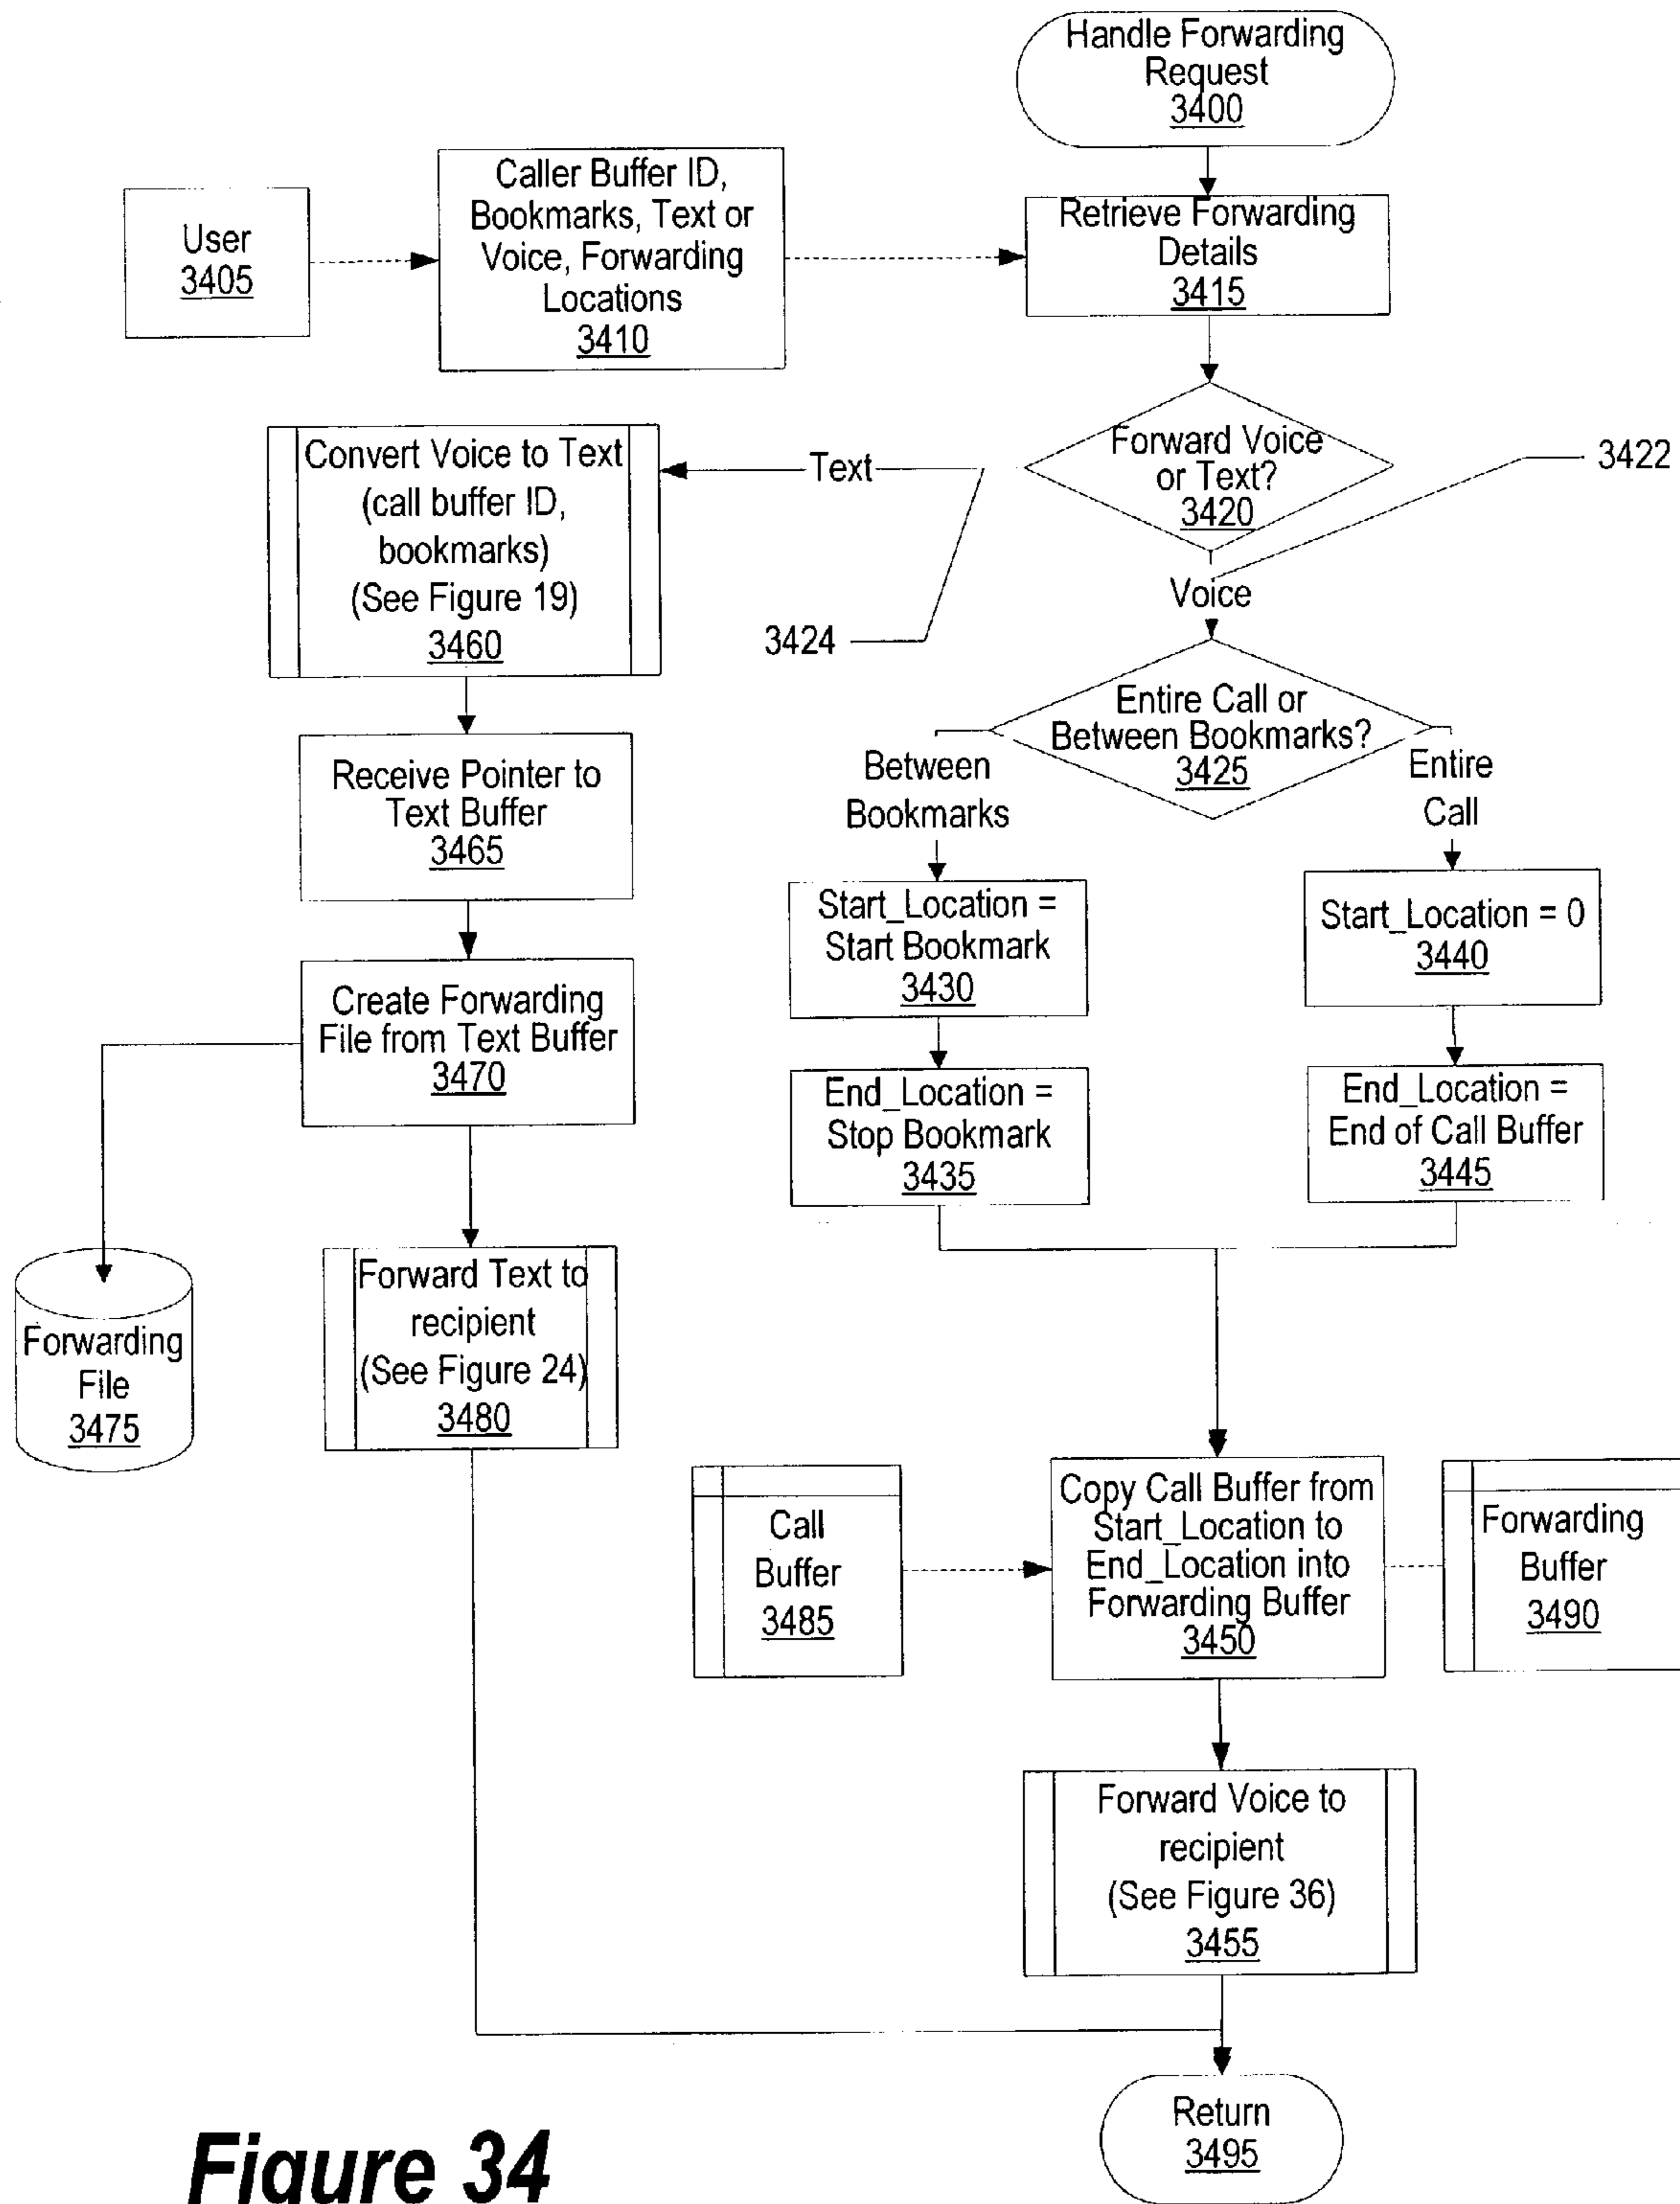 Handle Forwarding
Request
3400
User
3405
Caller Buffer ID,
Bookmarks, Text or
Voice, Forwarding
Locations
3410
Retrieve Forwarding
Details
3415
Forward Voice
or Text?
3420
3422
Text
3424
Voice
Convert Voice to Text
(call buffer ID,
bookmarks)
(See Figure 19)
3460
Entire Call or
Between Bookmarks?
3425
Between
Bookmarks
Entire
Call
Receive Pointer to
Text Buffer
3465
Start_Location =
Start Bookmark
3430
Start_Location = 0
3440
Create Forwarding
File from Text Buffer
3470
End_Location =
Stop Bookmark
3435
End_Location =
End of Call Buffer
3445
Forwarding
File
3475
Forward Text to
recipient
(See Figure 24)
3480
Call
Buffer
3485
Copy Call Buffer from
Start_Location to
End_Location into
Forwarding Buffer
3450
Forwarding
Buffer
3490
Forward Voice to
recipient
(See Figure 36)
3455
Return
3495
Figure 34